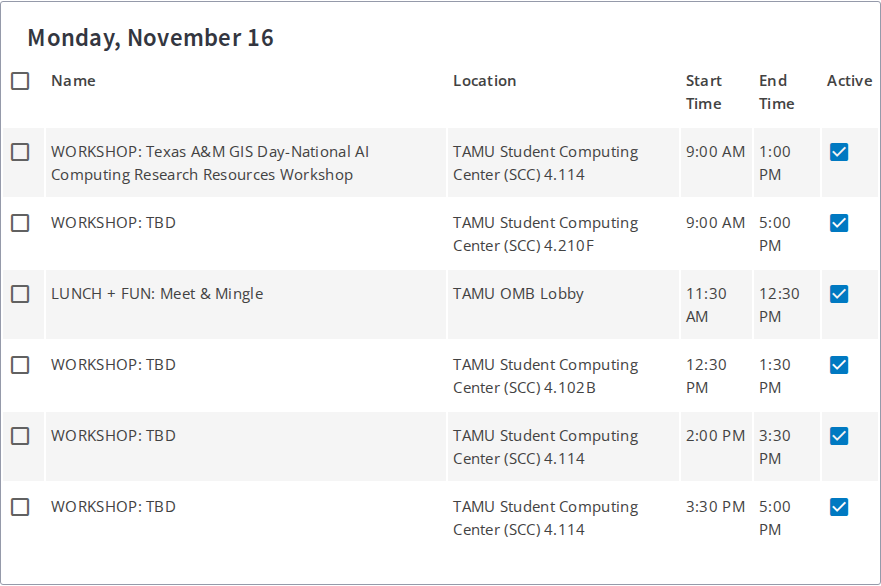 Monday, November 16
Name Location Start Time End Time Active
WORKSHOP: Texas A&M GIS Day-National AI Computing Research Resources Workshop TAMU Student Computing Center (SCC) 4.114 9:00 AM 1:00 PM
WORKSHOP: TBD TAMU Student Computing Center (SCC) 4.210F 9:00 AM 5:00 PM
LUNCH + FUN: Meet & Mingle TAMU OMB Lobby 11:30 AM 12:30 PM
WORKSHOP: TBD TAMU Student Computing Center (SCC) 4.102B 12:30 PM 1:30 PM
WORKSHOP: TBD TAMU Student Computing Center (SCC) 4.114 2:00 PM 3:30 PM
WORKSHOP: TBD TAMU Student Computing Center (SCC) 4.114 3:30 PM 5:00 PM